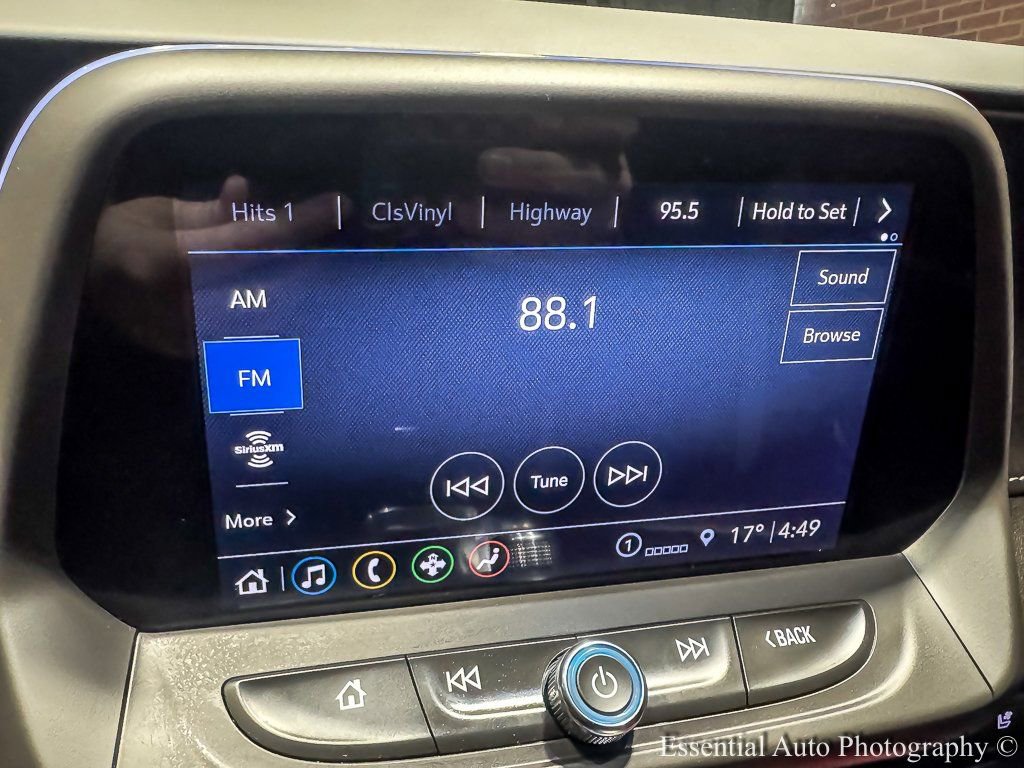 Hits 1 | ClsVinyl | Highway | 95.5 | Hold to Set |
AM
88.1
Sound
Browse
FM
SiriusXM
Tune
More
1
17° | 4:49
BACK
Essential Auto Photography ©